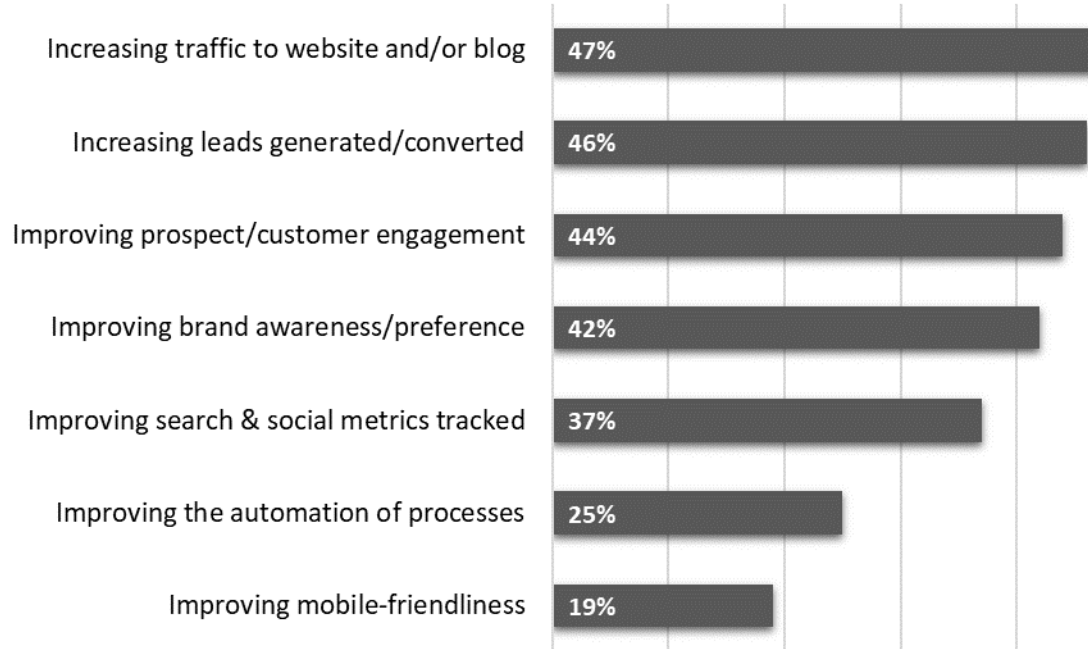 Increasing traffic to website and/or blog 47%
Increasing leads generated/converted 46%
Improving prospect/customer engagement 44%
Improving brand awareness/preference 42%
Improving search & social metrics tracked 37%
Improving the automation of processes 25%
Improving mobile-friendliness 19%